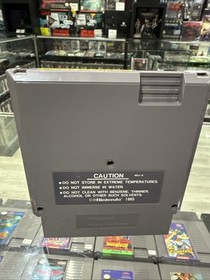 CAUTION
REV-A
• DO NOT STORE IN EXTREME TEMPERATURES.
• DO NOT IMMERSE IN WATER.
• DO NOT CLEAN WITH BENZENE, THINNER,
ALCOHOL OR OTHER SUCH SOLVENTS.
©Nintendo 1985